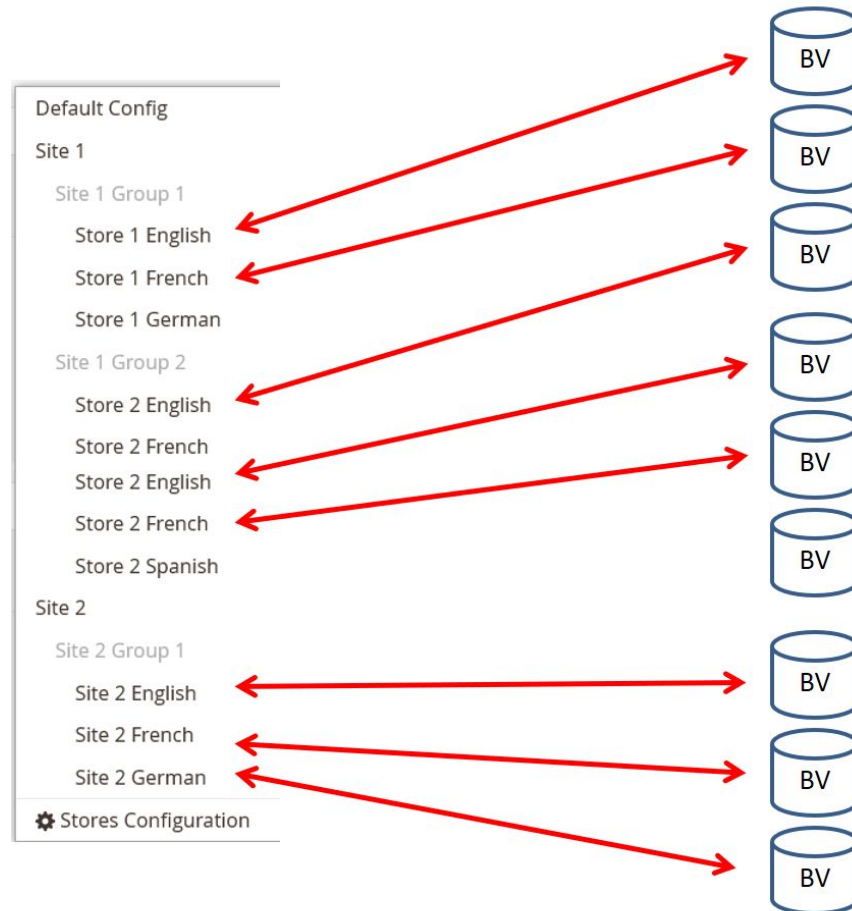 Default Config
Site 1
Site 1 Group 1
Store 1 English
Store 1 French
Store 1 German
Site 1 Group 2
Store 2 English
Store 2 French
Store 2 English
Store 2 French
Store 2 Spanish
Site 2
Site 2 Group 1
Site 2 English
Site 2 French
Site 2 German
Stores Configuration
BV
BV
BV
BV
BV
BV
BV
BV
BV